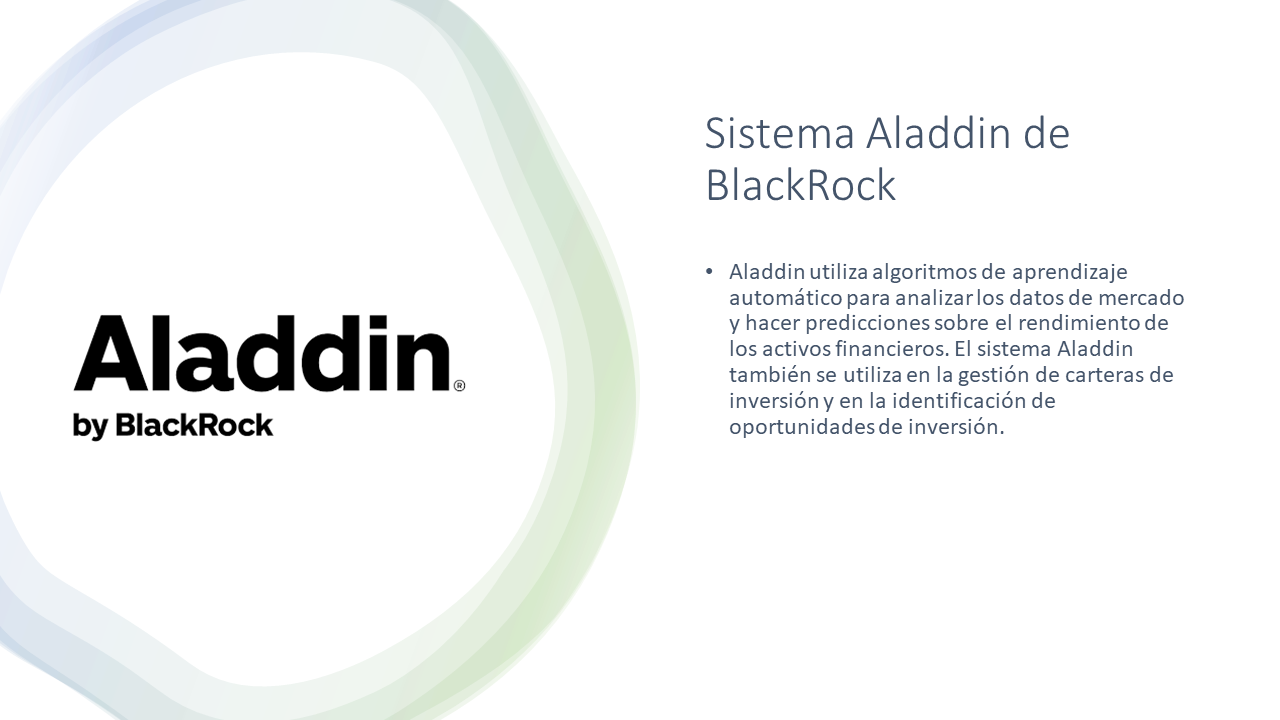 Aladdin®
by BlackRock
Sistema Aladdin de
BlackRock
• Aladdin utiliza algoritmos de aprendizaje
automático para analizar los datos de mercado
y hacer predicciones sobre el rendimiento de
los activos financieros. El sistema Aladdin
también se utiliza en la gestión de carteras de
inversión y en la identificación de
oportunidades de inversión.